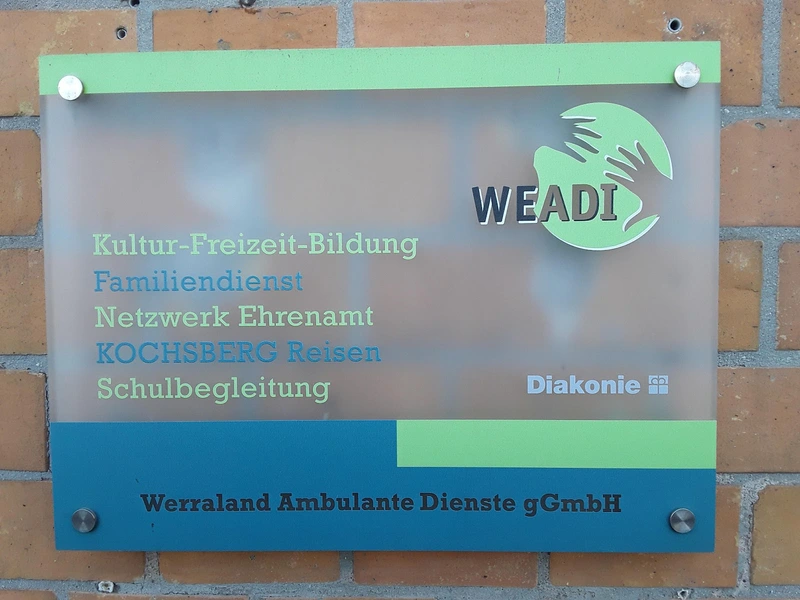 WEADI
Kultur-Freizeit-Bildung
Familiendienst
Netzwerk Ehrenamt
KOCHSBERG Reisen
Schulbegleitung
Diakonie
Werraland Ambulante Dienste gGmbH